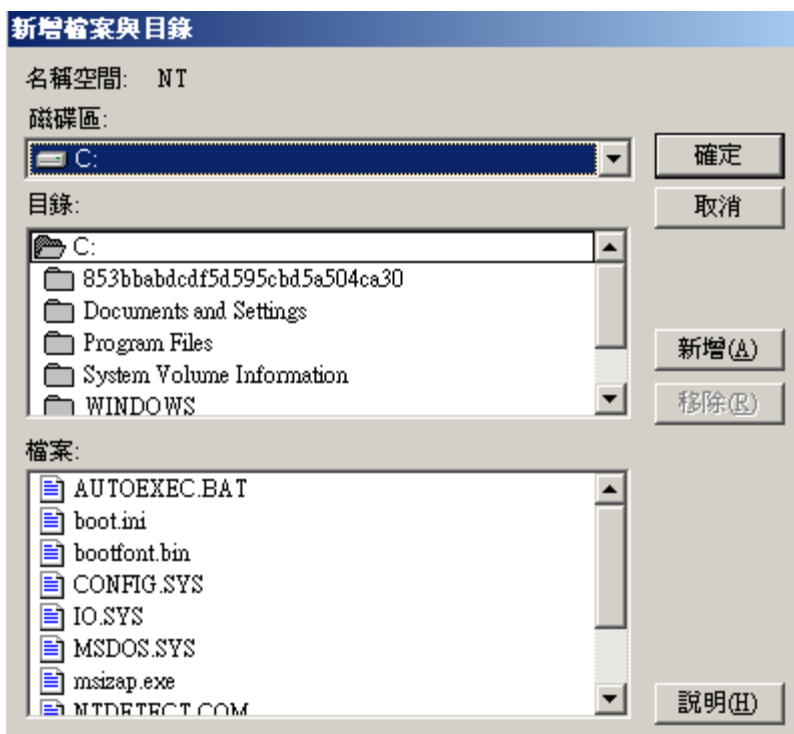 新增檔案與目錄
名稱空間: NT
磁碟區:
C:
確定
目錄:
取消
C:
853bbabdcdf5d595cbd5a504ca30
Documents and Settings
Program Files
新增(A)
System Volume Information
WINDOWS
移除(R)
檔案:
AUTOEXEC.BAT
boot.ini
bootfont.bin
CONFIG.SYS
IO.SYS
MSDOS.SYS
msizap.exe
NTDETECT.COM
說明(H)